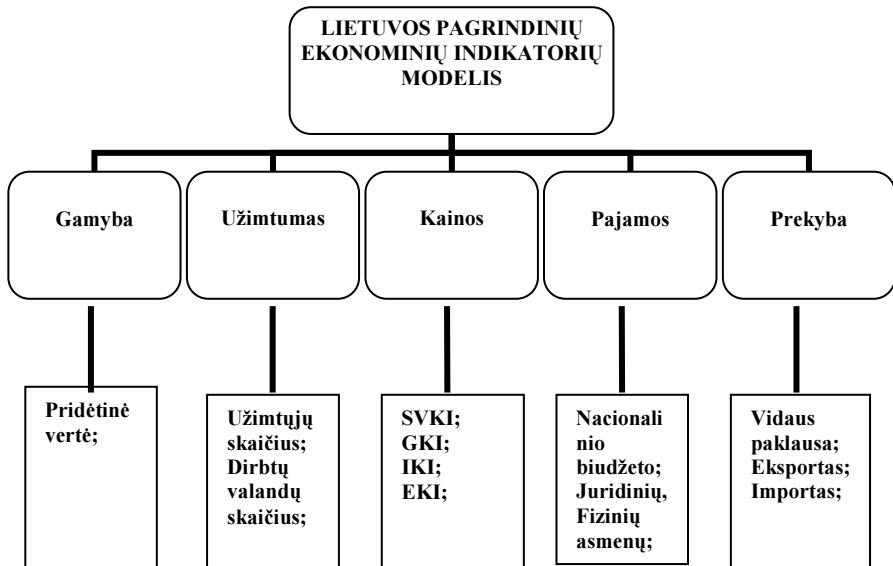 LIETUVOS PAGRINDINIŲ
EKONOMINIŲ INDIKATORIŲ
MODELIS
Gamyba
Užimtumas
Kainos
Pajamos
Prekyba
Pridėtinė
vertė;
Užimtųjų
skaičius;
Dirbtų
valandų
skaičius;
SVKI;
GKI;
IKI;
EKI;
Nacionali
nio
biudžeto;
Juridinių,
Fizinių
asmenų;
Vidaus
paklausa;
Eksportas;
Importas;